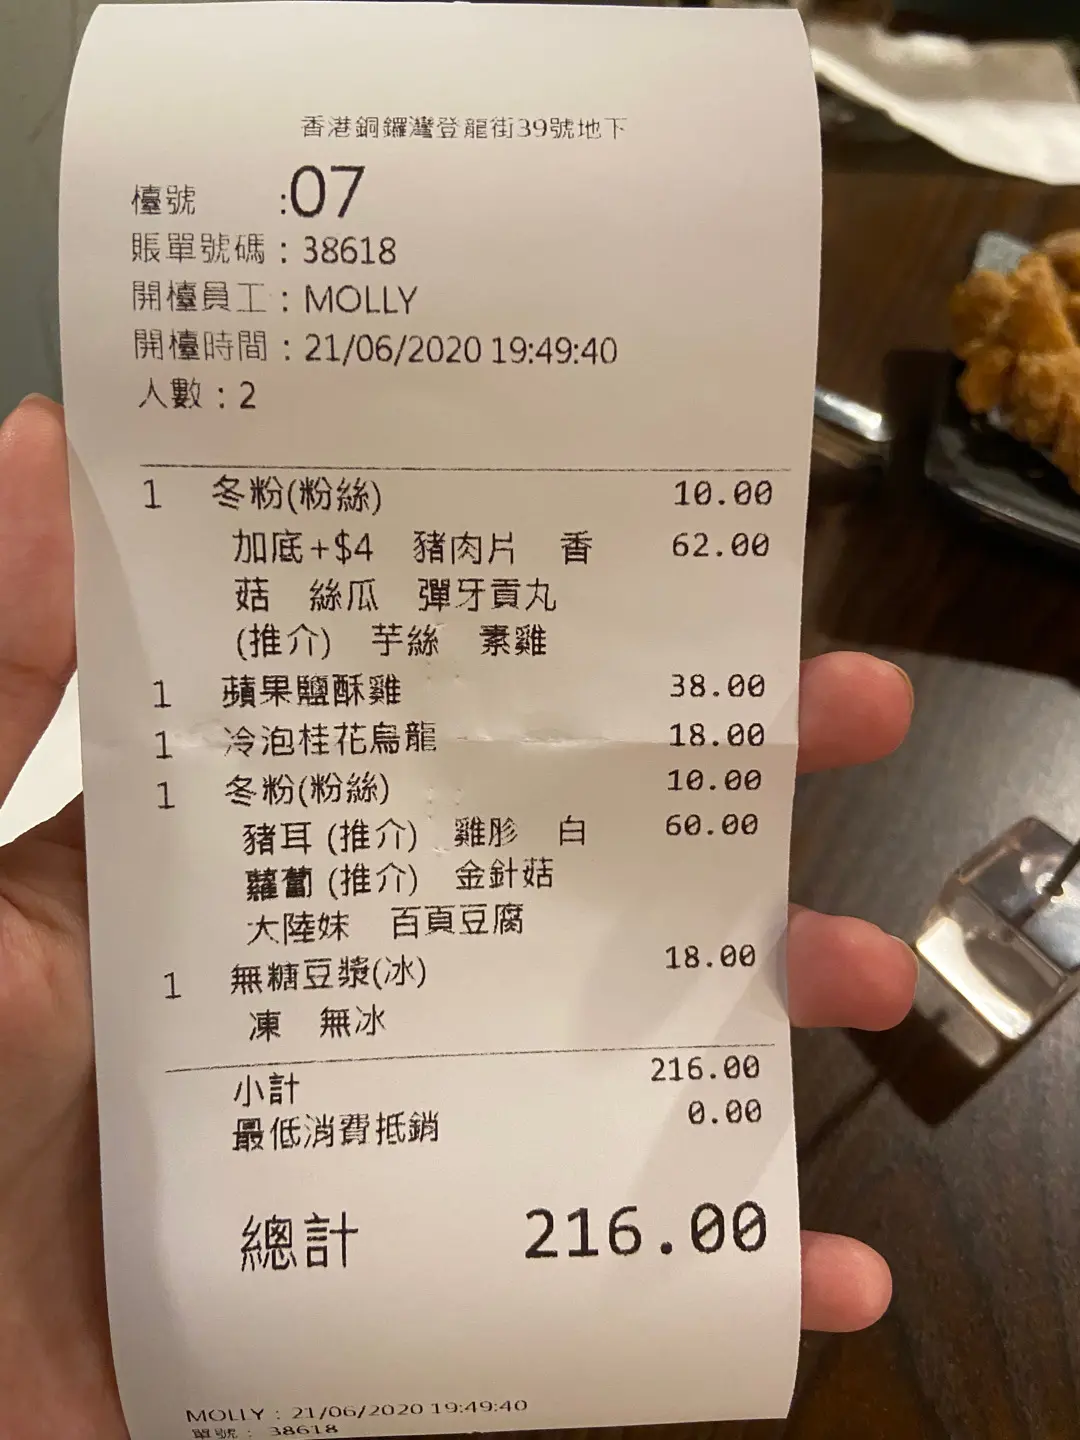 香港銅鑼灣登龍街39號地下
檯號 :07
賬單號碼 : 38618
開檯員工 : MOLLY
開檯時間 : 21/06/2020 19:49:40
人數 : 2
1 冬粉(粉絲) 10.00
加底+$4 豬肉片 香 62.00
菇 絲瓜 彈牙貢丸
(推介) 芋絲 素雞
1 蘋果鹽酥雞 38.00
1 冷泡桂花烏龍 18.00
1 冬粉(粉絲) 10.00
豬耳 (推介) 雞胗 白 60.00
蘿蔔 (推介) 金針菇
大陸妹 百頁豆腐
1 無糖豆漿(冰) 18.00
凍 無冰
小計 216.00
最低消費抵銷 0.00
總計 216.00
MOLLY : 21/06/2020 19:49:40
單號 : 38618